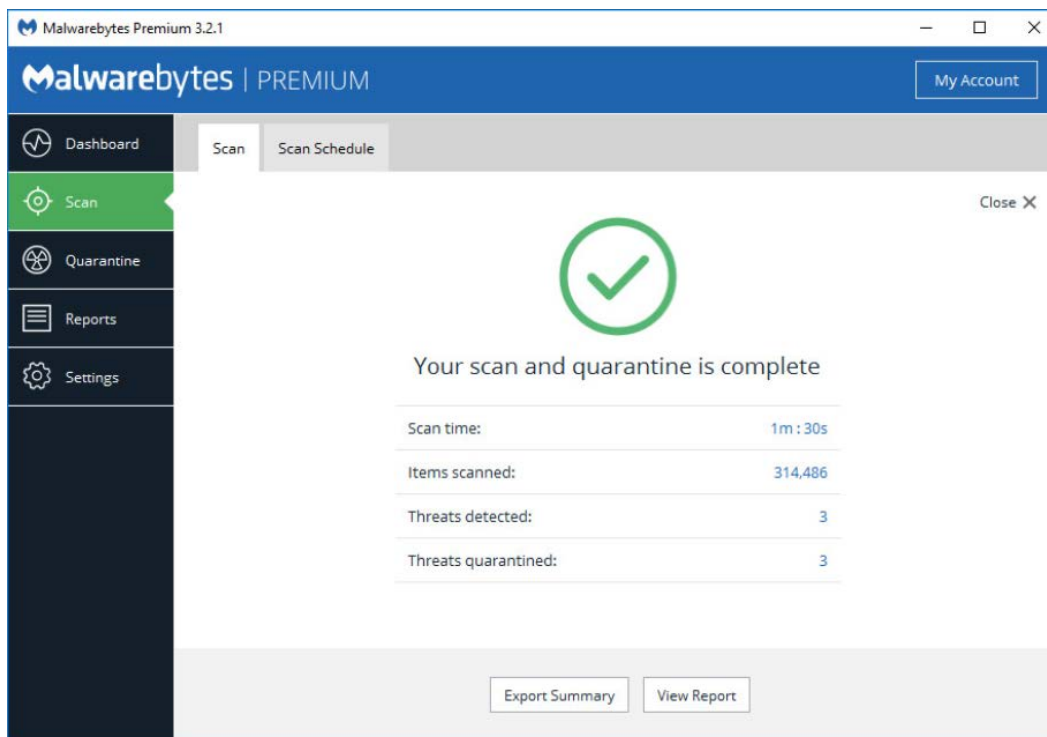 Malwarebytes Premium 3.2.1
Malwarebytes | PREMIUM
My Account
Dashboard
Scan
Quarantine
Reports
Settings
Scan
Scan Schedule
Close
Your scan and quarantine is complete
Scan time: 1m : 30s
Items scanned: 314,486
Threats detected: 3
Threats quarantined: 3
Export Summary
View Report